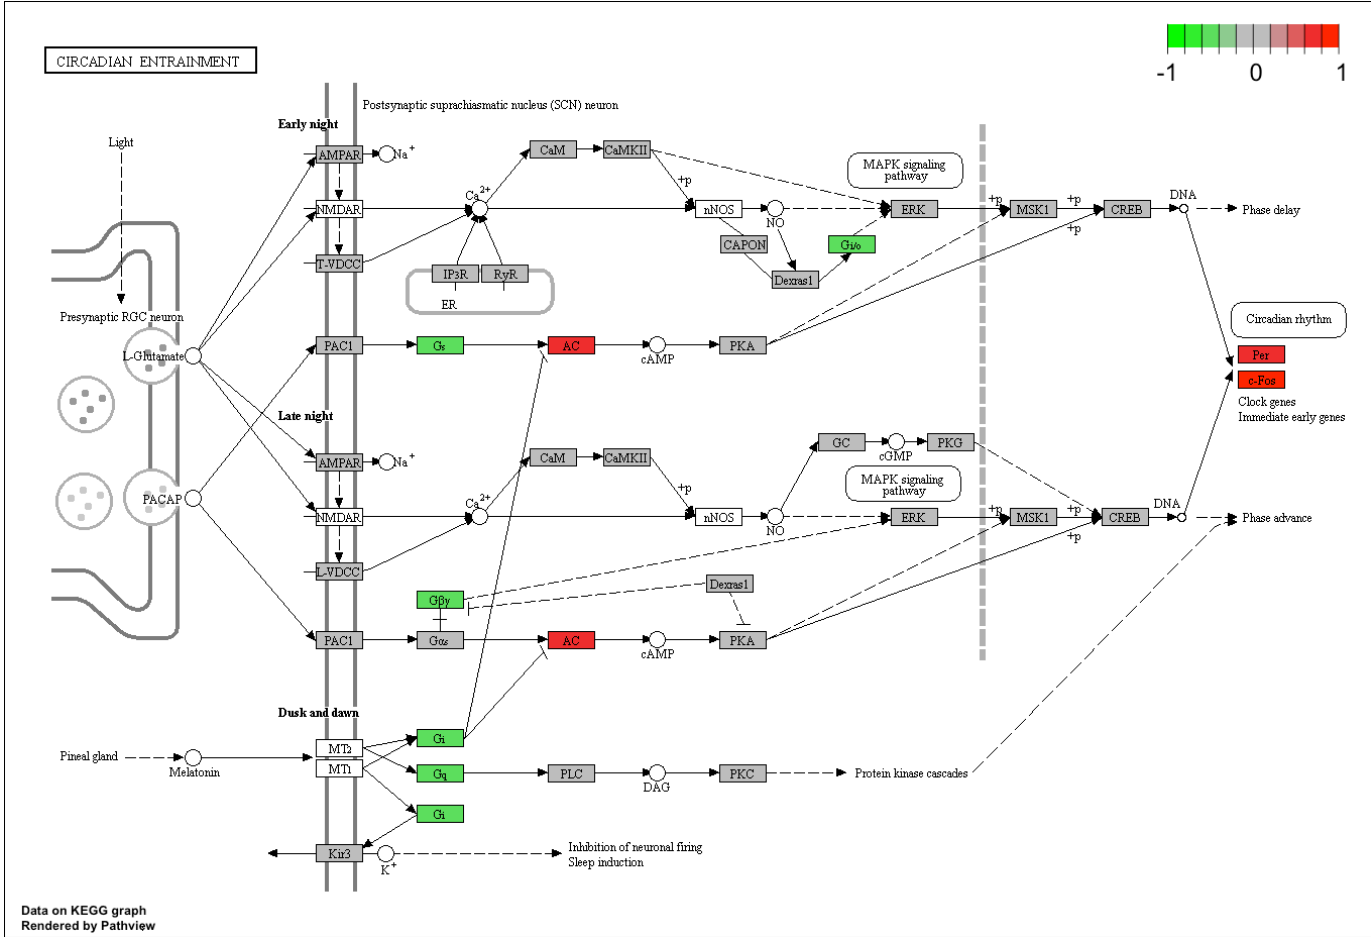 CIRCADIAN ENTRAINMENT
-1 0 1
Postsynaptic suprachiasmatic nucleus (SCN) neuron
Early night
Light
AMPAR
Na+
CaM
CaMKII
MAPK signaling
pathway
+p
Ca2+
NMDAR
nNOS
NO
ERK
+p
MSK1
+p
CREB
DNA
Phase delay
+p
CAPON
Gi/o
T-VDCC
IP3R
RyR
Dexras1
ER
Presynaptic RGC neuron
Circadian rhythm
L-Glutamate
PAC1
Gs
AC
cAMP
PKA
Per
c-Fos
Clock genes
Immediate early genes
Late night
AMPAR
Na+
CaM
CaMKII
GC
cGMP
PKG
MAPK signaling
pathway
+p
PACAP
Ca2+
NMDAR
nNOS
NO
ERK
+p
MSK1
+p
CREB
DNA
Phase advance
+p
L-VDCC
Dexras1
Gβγ
PAC1
Gαs
AC
cAMP
PKA
Dusk and dawn
Gi
MT2
Pineal gland
Melatonin
MT1
Gq
PLC
DAG
PKC
Protein kinase cascades
Gi
Kir3
K+
Inhibition of neuronal firing
Sleep induction
Data on KEGG graph
Rendered by Pathview